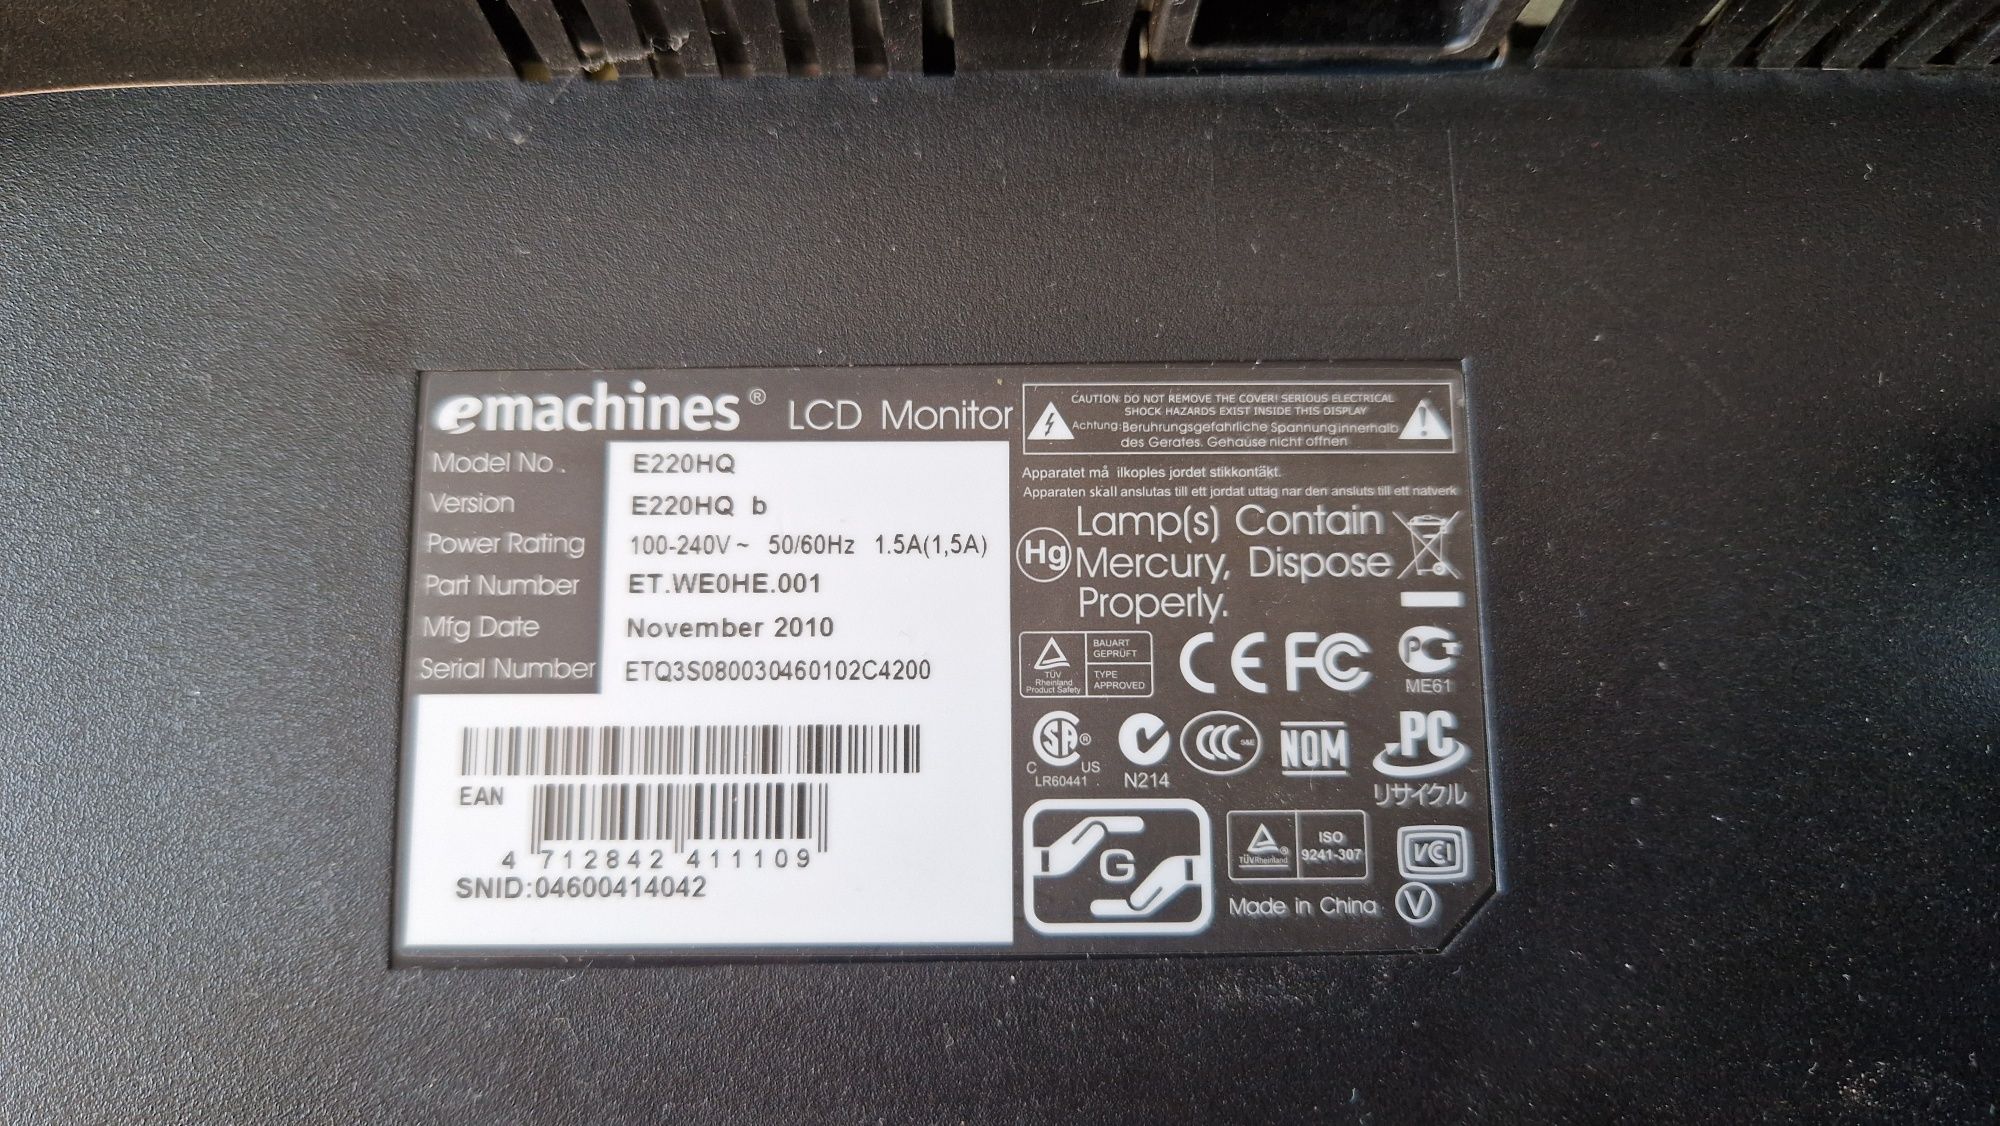 emachines® LCD Monitor
Model No. E220HQ
Version E220HQ b
Power Rating 100-240V~ 50/60Hz 1.5A(1,5A)
Part Number ET.WE0HE.001
Mfg Date November 2010
Serial Number ETQ3S080030460102C4200
EAN
4 712842 411109
SNID:04600414042
CAUTION: DO NOT REMOVE THE COVER! SERIOUS ELECTRICAL
SHOCK HAZARDS EXIST INSIDE THIS DISPLAY
Achtung:Beruhrungsgefahrliche Spannung innerhalb
des Gerates. Gehause nicht offnen
Apparatet må ilkoples jordet stikkontäkt.
Apparaten skall anslutas till ett jordat uttag nar den ansluts till ett natverk
Hg
Lamp(s) Contain
Mercury, Dispose
Properly.
TÜV
Rheinland
Product Safety
BAUART
GEPRÜFT
TYPE
APPROVED
CE
FC
PC
ME61
SA®
C US
LR60441
N214
CCC S&E
NOM
PC
リサイクル
G
TÜVRheinland®
ISO
9241-307
VCI
Made in China
V